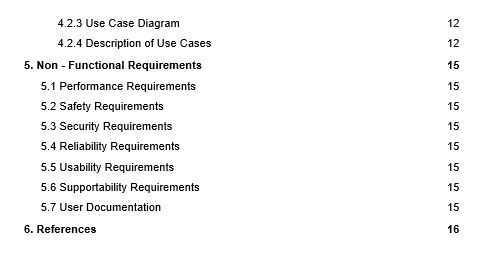 4.2.3 Use Case Diagram 12
4.2.4 Description of Use Cases 12
5. Non - Functional Requirements 15
5.1 Performance Requirements 15
5.2 Safety Requirements 15
5.3 Security Requirements 15
5.4 Reliability Requirements 15
5.5 Usability Requirements 15
5.6 Supportability Requirements 15
5.7 User Documentation 15
6. References 16